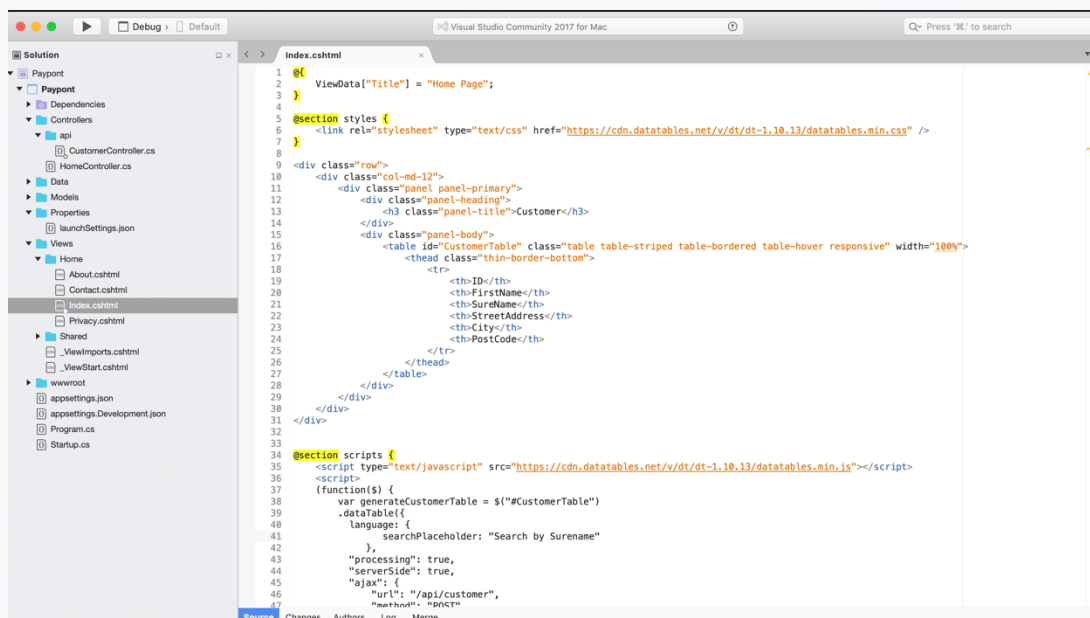 Debug › Default
Visual Studio Community 2017 for Mac
Press '⌘.' to search
Solution
Paypont
Paypont
Dependencies
Controllers
api
CustomerController.cs
HomeController.cs
Data
Models
Properties
launchSettings.json
Views
Home
About.cshtml
Contact.cshtml
Index.cshtml
Privacy.cshtml
Shared
_ViewImports.cshtml
_ViewStart.cshtml
wwwroot
appsettings.json
appsettings.Development.json
Program.cs
Startup.cs
Index.cshtml
1 @{
2 ViewData["Title"] = "Home Page";
3 }
4
5 @section styles {
6 <link rel="stylesheet" type="text/css" href="https://cdn.datatables.net/v/dt/dt-1.10.13/datatables.min.css" />
7 }
8
9 <div class="row">
10 <div class="col-md-12">
11 <div class="panel panel-primary">
12 <div class="panel-heading">
13 <h3 class="panel-title">Customer</h3>
14 </div>
15 <div class="panel-body">
16 <table id="CustomerTable" class="table table-striped table-bordered table-hover responsive" width="100%">
17 <thead class="thin-border-bottom">
18 <tr>
19 <th>ID</th>
20 <th>FirstName</th>
21 <th>SureName</th>
22 <th>StreetAddress</th>
23 <th>City</th>
24 <th>PostCode</th>
25 </tr>
26 </thead>
27 </table>
28 </div>
29 </div>
30 </div>
31 </div>
32
33
34 @section scripts {
35 <script type="text/javascript" src="https://cdn.datatables.net/v/dt/dt-1.10.13/datatables.min.js"></script>
36 <script>
37 (function($) {
38 var generateCustomerTable = $("#CustomerTable")
39 .dataTable({
40 language: {
41 searchPlaceholder: "Search by Surename"
42 },
43 "processing": true,
44 "serverSide": true,
45 "ajax": {
46 "url": "/api/customer",
47 "method": "POST"
Source Changes Authors Log Merge